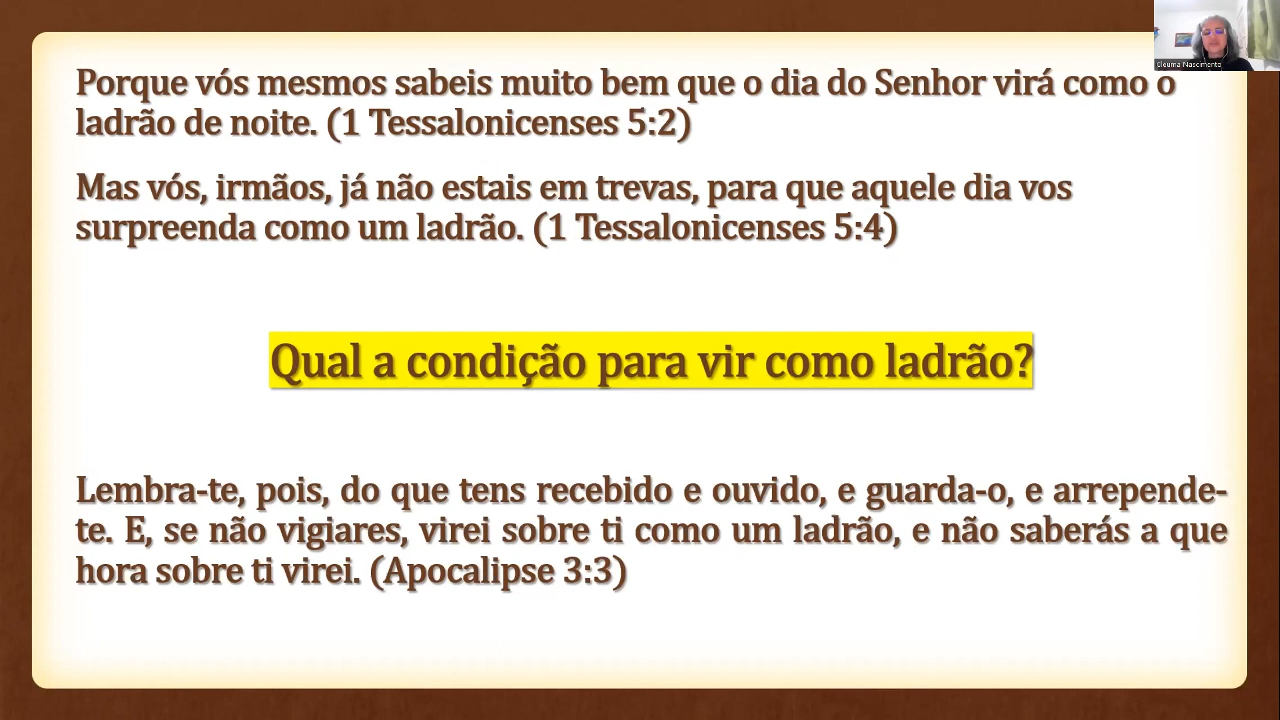 Cleuma Nascimento
Porque vós mesmos sabeis muito bem que o dia do Senhor virá como o
ladrão de noite. (1 Tessalonicenses 5:2)
Mas vós, irmãos, já não estais em trevas, para que aquele dia vos
surpreenda como um ladrão. (1 Tessalonicenses 5:4)
Qual a condição para vir como ladrão?
Lembra-te, pois, do que tens recebido e ouvido, e guarda-o, e arrepende-
te. E, se não vigiares, virei sobre ti como um ladrão, e não saberás a que
hora sobre ti virei. (Apocalipse 3:3)